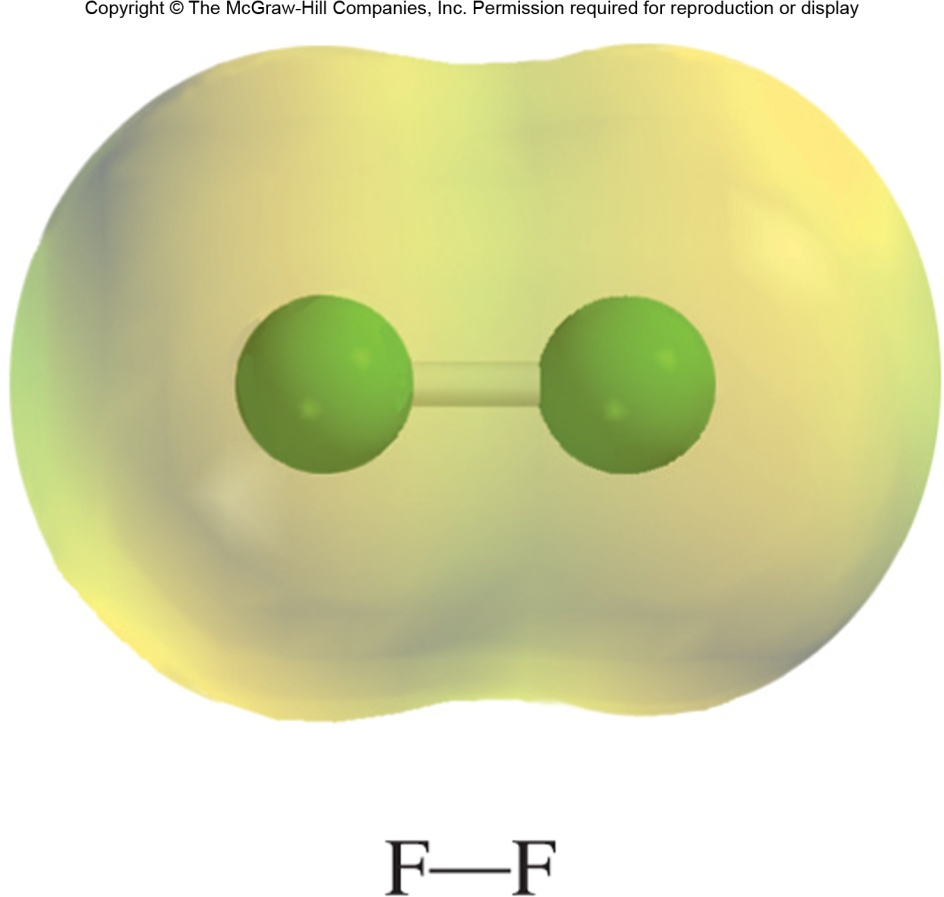 Copyright © The McGraw-Hill Companies, Inc. Permission required for reproduction or display
F—F